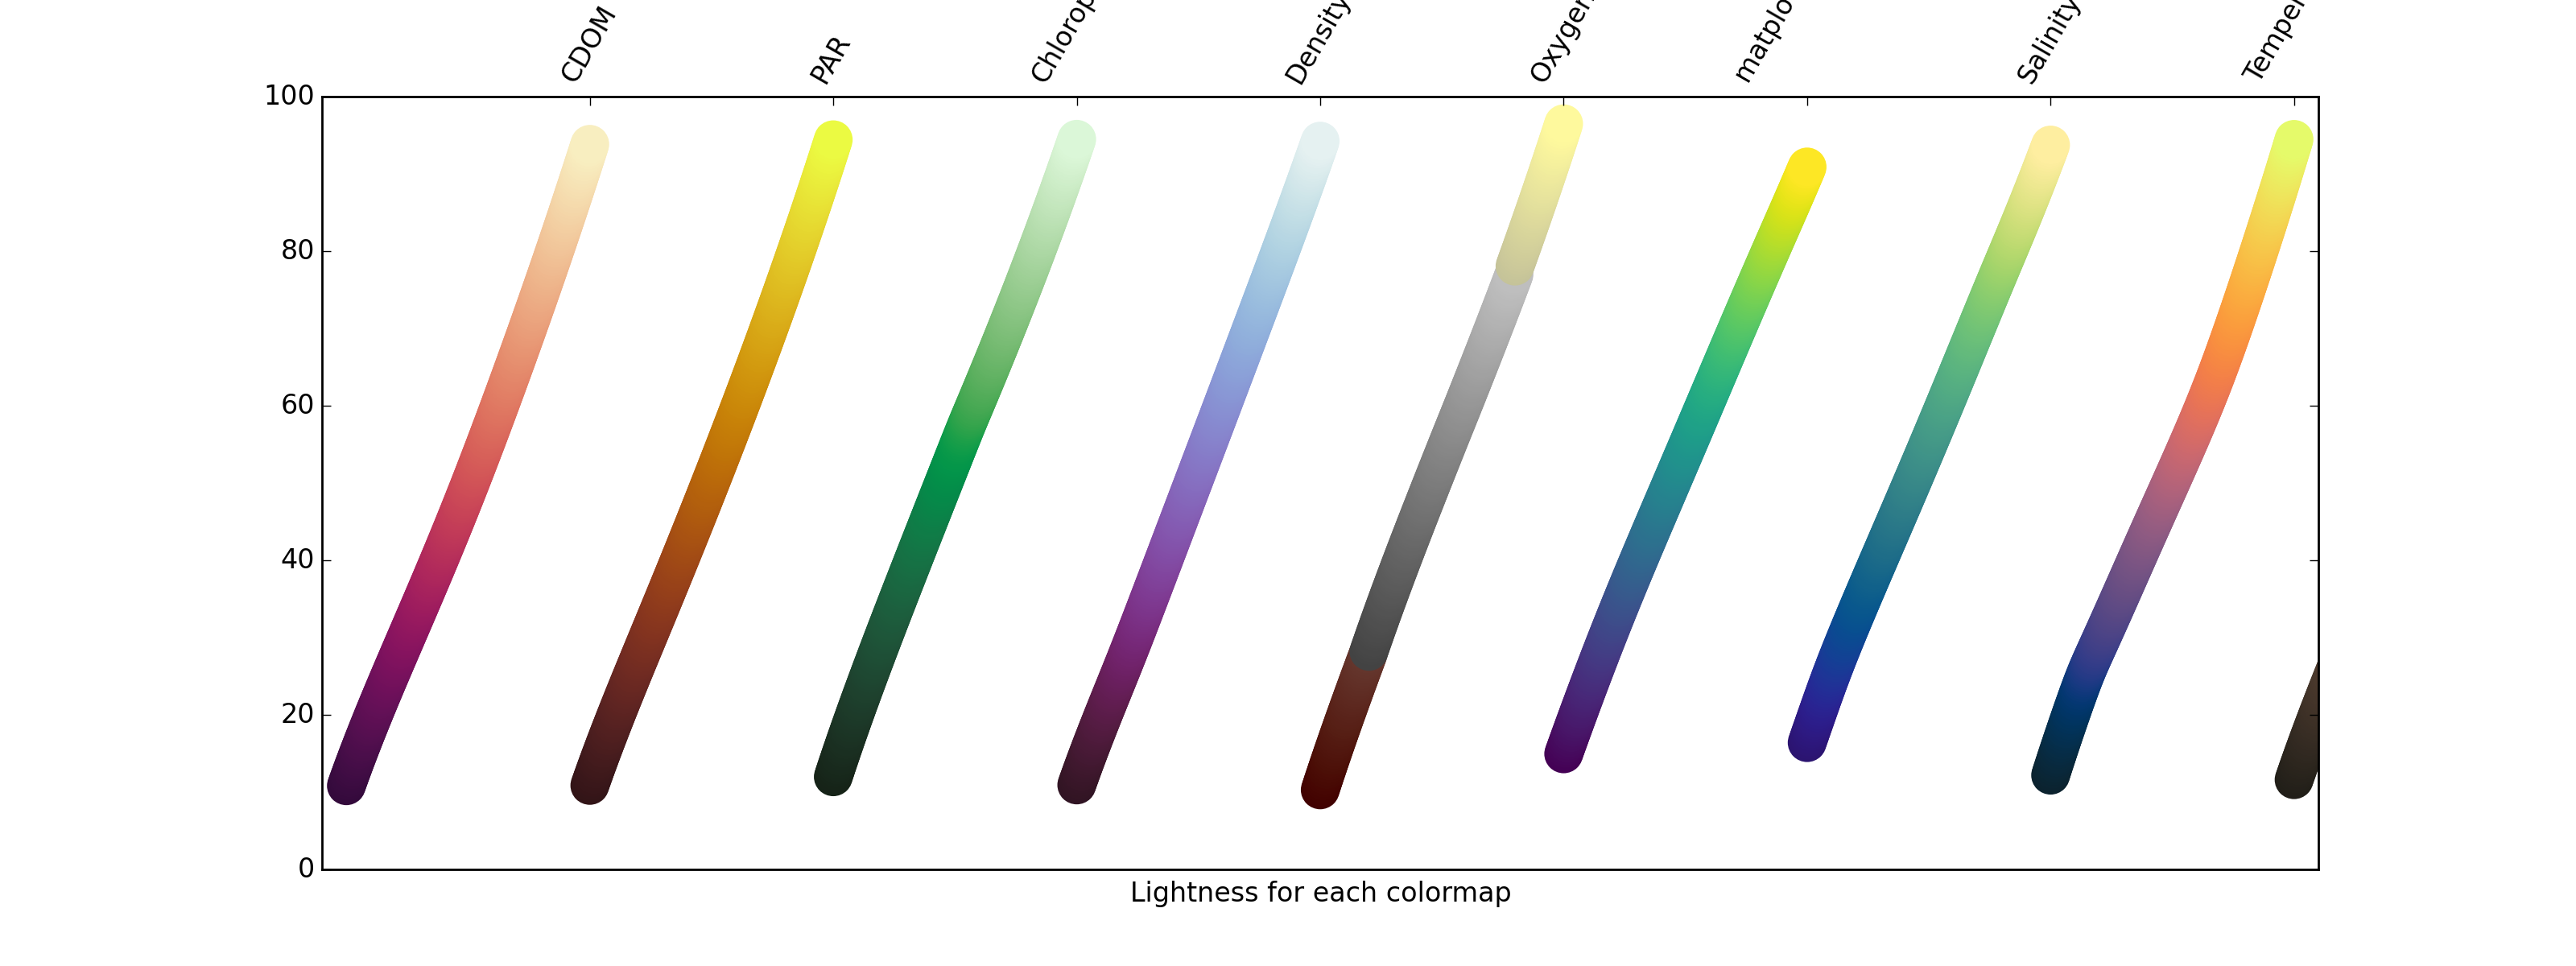 CDOM
PAR
Chlorop
Density
Oxygen
matplo
Salinity
Temper
100
80
60
40
20
0
Lightness for each colormap